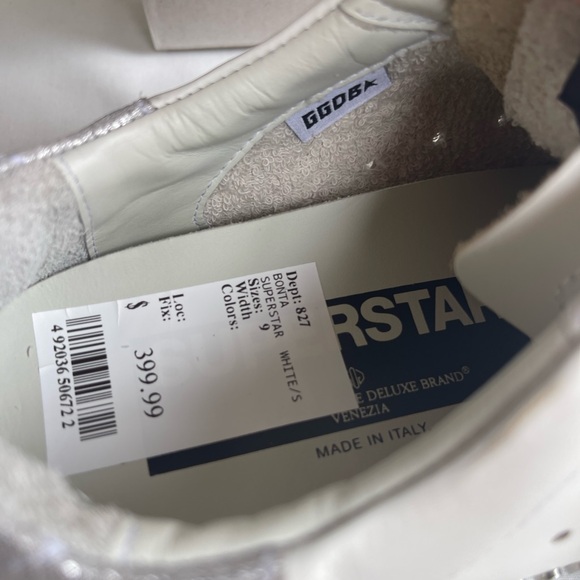 GGDB
Dept: 827
BONTA
SUPERSTAR WHITE/S
Sizes: 9
Width
Colors:
Loc:
Fix:
$ 399.99
4 92036 50672 2
RSTAR
E DELUXE BRAND®
VENEZIA
MADE IN ITALY